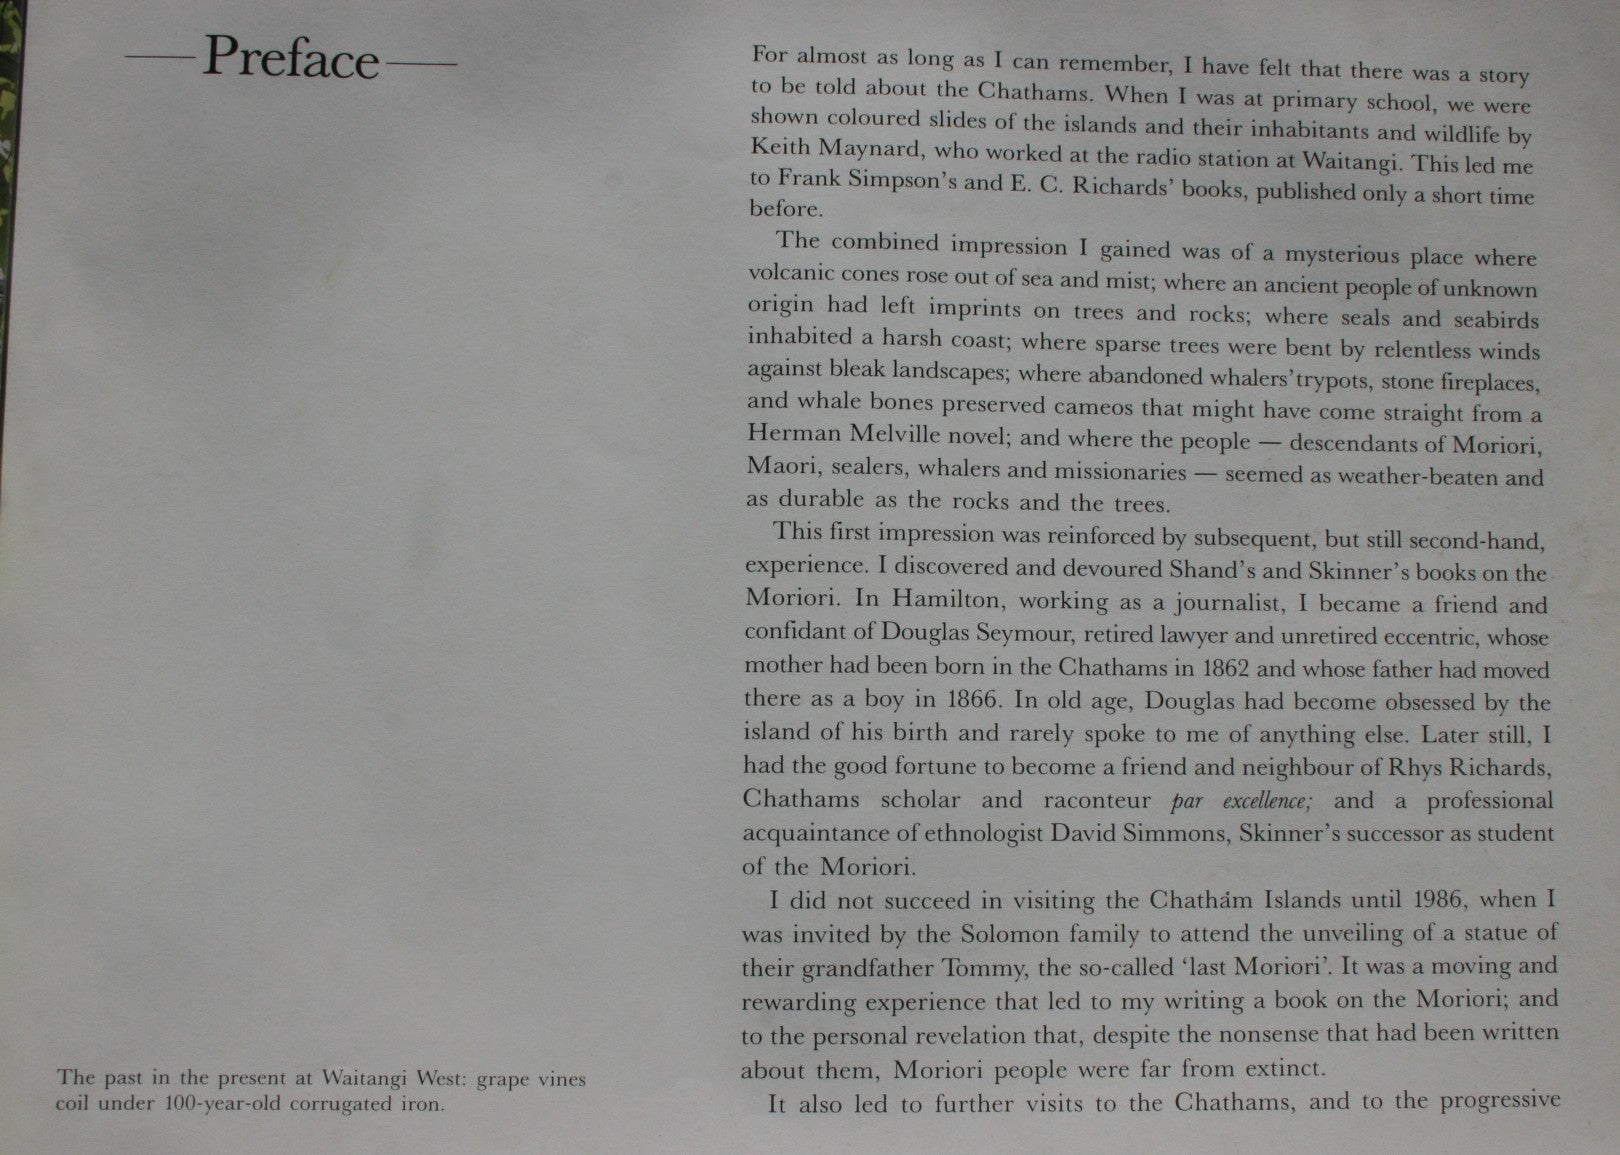 Preface
For almost as long as I can remember, I have felt that there was a story
to be told about the Chathams. When I was at primary school, we were
shown coloured slides of the islands and their inhabitants and wildlife by
Keith Maynard, who worked at the radio station at Waitangi. This led me
to Frank Simpson's and E. C. Richards' books, published only a short time
before.
The combined impression I gained was of a mysterious place where
volcanic cones rose out of sea and mist; where an ancient people of unknown
origin had left imprints on trees and rocks; where seals and seabirds
inhabited a harsh coast; where sparse trees were bent by relentless winds
against bleak landscapes; where abandoned whalers' trypots, stone fireplaces,
and whale bones preserved cameos that might have come straight from a
Herman Melville novel; and where the people — descendants of Moriori,
Maori, sealers, whalers and missionaries — seemed as weather-beaten and
as durable as the rocks and the trees.
This first impression was reinforced by subsequent, but still second-hand,
experience. I discovered and devoured Shand's and Skinner's books on the
Moriori. In Hamilton, working as a journalist, I became a friend and
confidant of Douglas Seymour, retired lawyer and unretired eccentric, whose
mother had been born in the Chathams in 1862 and whose father had moved
there as a boy in 1866. In old age, Douglas had become obsessed by the
island of his birth and rarely spoke to me of anything else. Later still, I
had the good fortune to become a friend and neighbour of Rhys Richards,
Chathams scholar and raconteur par excellence; and a professional
acquaintance of ethnologist David Simmons, Skinner's successor as student
of the Moriori.
I did not succeed in visiting the Chatham Islands until 1986, when I
was invited by the Solomon family to attend the unveiling of a statue of
their grandfather Tommy, the so-called 'last Moriori'. It was a moving and
rewarding experience that led to my writing a book on the Moriori; and
to the personal revelation that, despite the nonsense that had been written
about them, Moriori people were far from extinct.
It also led to further visits to the Chathams, and to the progressive
The past in the present at Waitangi West: grape vines
coil under 100-year-old corrugated iron.